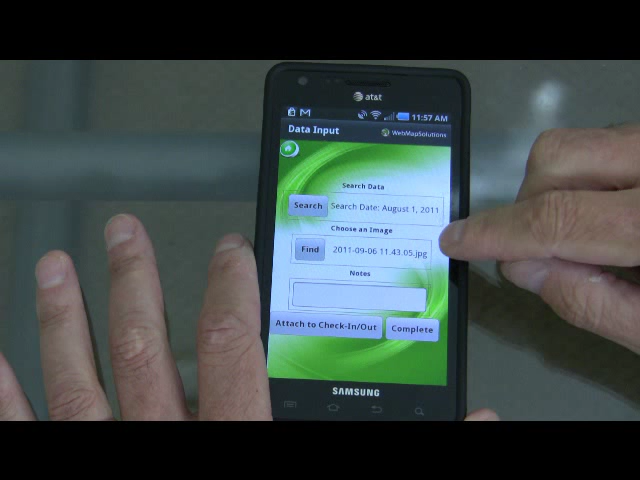 at&t
11:57 AM
Data Input
WebMapSolutions
Search Data
Search
Search Date: August 1, 2011
Choose an Image
Find
2011-09-06 11.43.05.jpg
Notes
Attach to Check-In/Out
Complete
SAMSUNG